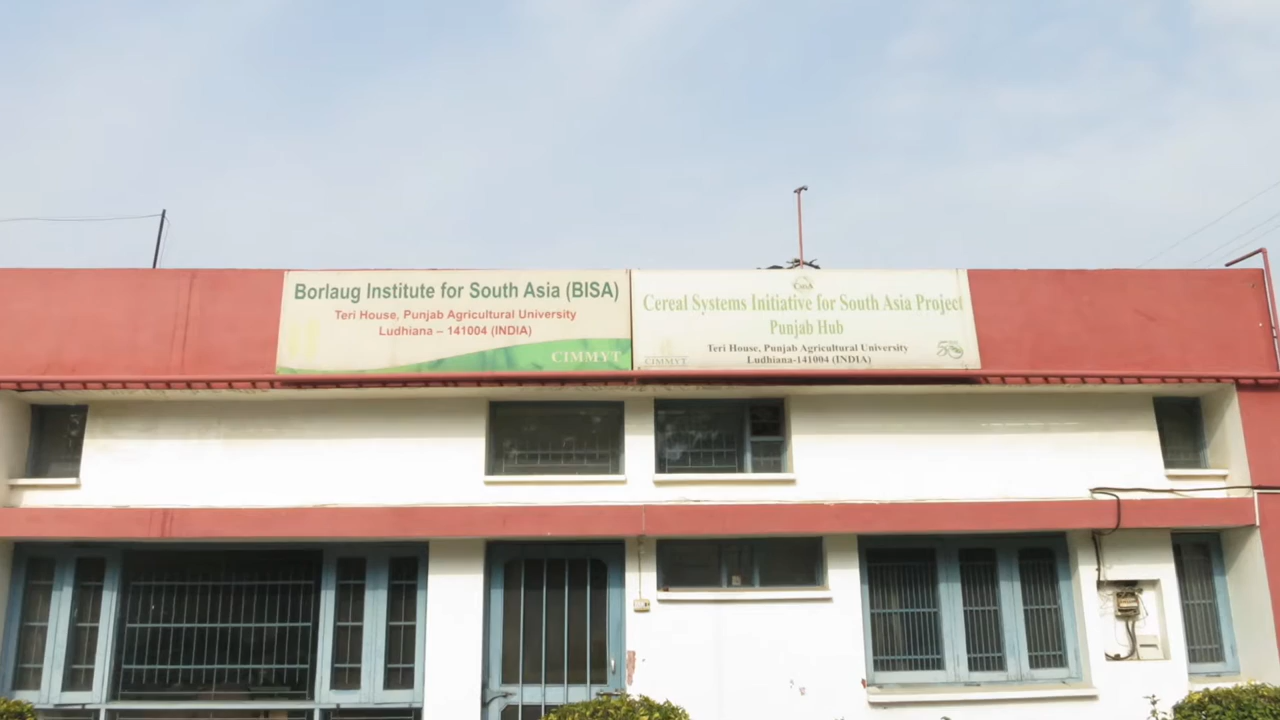 Borlaug Institute for South Asia (BISA)
Teri House, Punjab Agricultural University
Ludhiana – 141004 (INDIA)
CIMMYT
Cereal Systems Initiative for South Asia Project
Punjab Hub
Teri House, Punjab Agricultural University
Ludhiana-141004 (INDIA)
CIMMYT
50